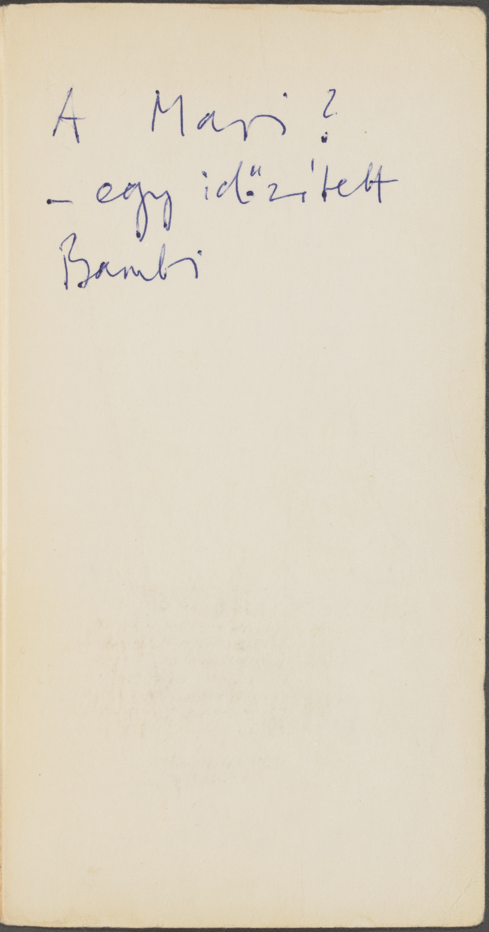 A Mari?
- egy időzített
Bambi